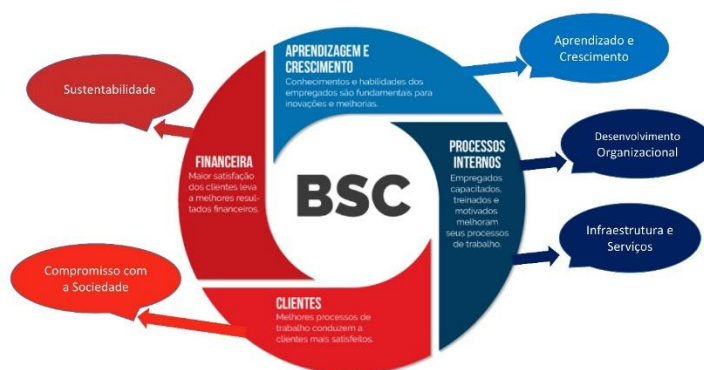 APRENDIZAGEM E
CRESCIMENTO
Conhecimentos e habilidades dos
empregados são fundamentais para
inovações e melhorias.
Aprendizado e
Crescimento
Sustentabilidade
FINANCEIRA
Maior satisfação
dos clientes leva
a melhores resul-
tados financeiros.
BSC
PROCESSOS
INTERNOS
Empregados
capacitados,
treinados e
motivados
melhoram
seus processos
de trabalho.
Desenvolvimento
Organizacional
Infraestrutura e
Serviços
Compromisso com
a Sociedade
CLIENTES
Melhores processos de
trabalho conduzem a
clientes mais satisfeitos.